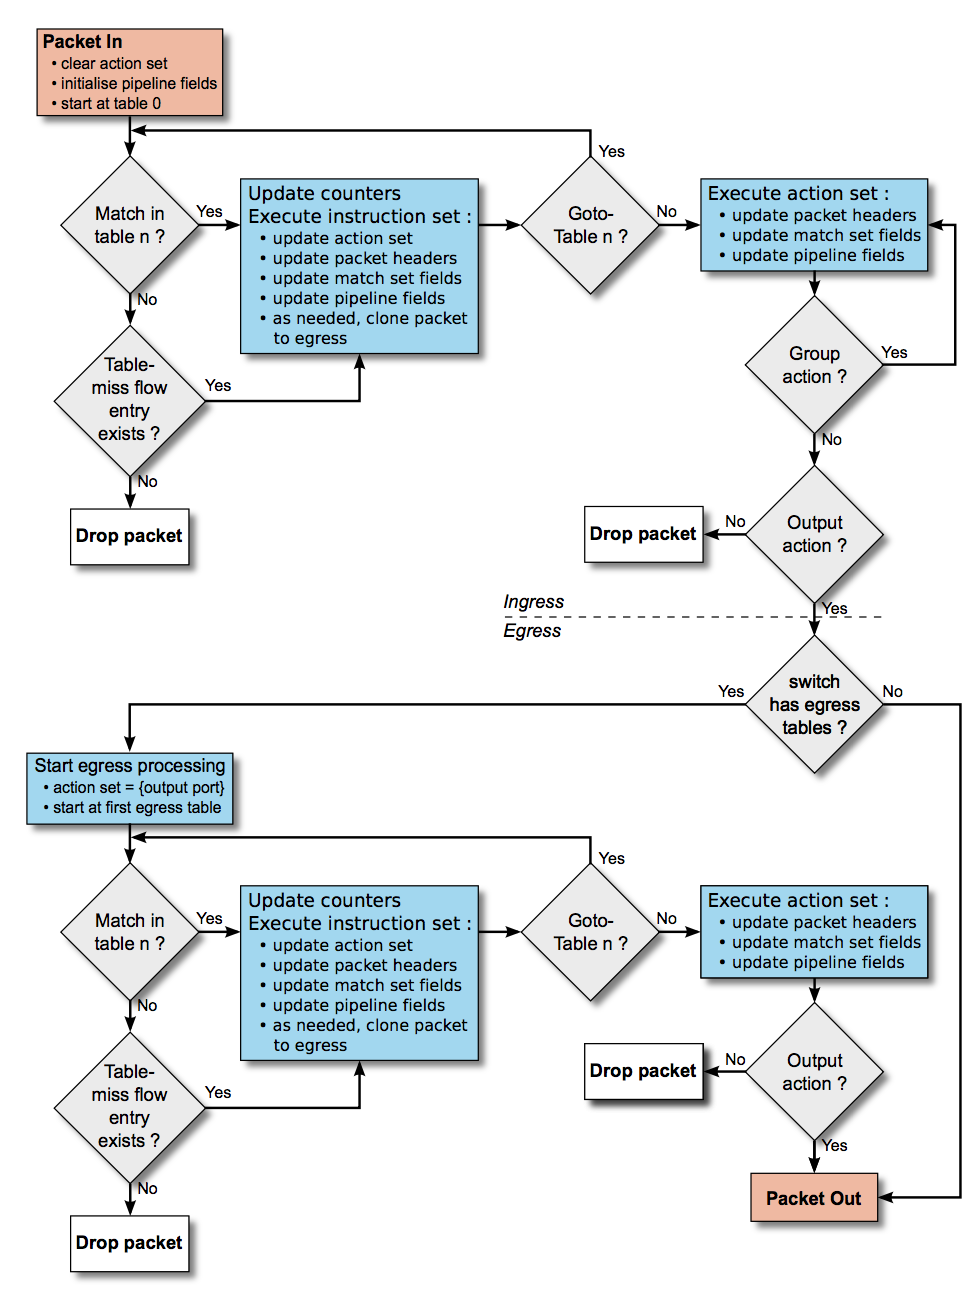 Packet In
• clear action set
• initialise pipeline fields
• start at table 0
Match in
table n ?
Yes
No
Update counters
Execute instruction set :
• update action set
• update packet headers
• update match set fields
• update pipeline fields
• as needed, clone packet
to egress
Goto-
Table n ?
Yes
No
Execute action set :
• update packet headers
• update match set fields
• update pipeline fields
Table-
miss flow
entry
exists ?
Yes
No
Drop packet
Group
action ?
Yes
No
Output
action ?
No
Drop packet
Yes
Ingress
Egress
switch
has egress
tables ?
Yes
No
Start egress processing
• action set = {output port}
• start at first egress table
Match in
table n ?
Yes
No
Update counters
Execute instruction set :
• update action set
• update packet headers
• update match set fields
• update pipeline fields
• as needed, clone packet
to egress
Goto-
Table n ?
Yes
No
Execute action set :
• update packet headers
• update match set fields
• update pipeline fields
Table-
miss flow
entry
exists ?
Yes
No
Drop packet
Output
action ?
No
Drop packet
Yes
Packet Out